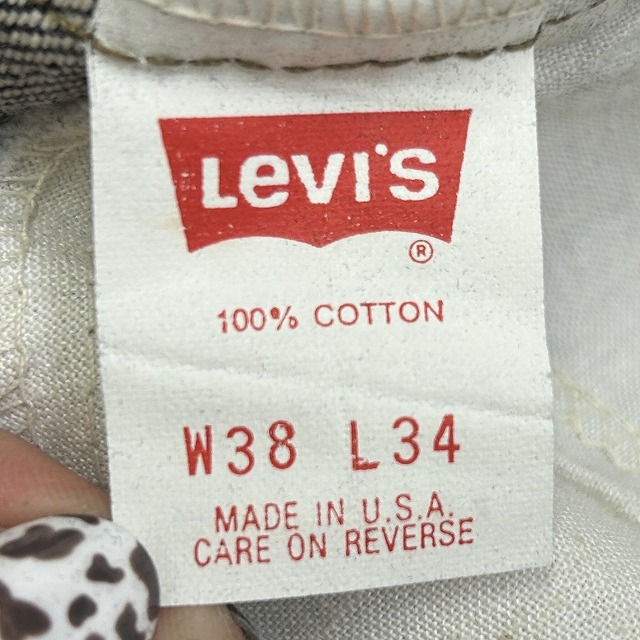 LEVI'S
®
100% COTTON
W38 L34
MADE IN U.S.A.
CARE ON REVERSE